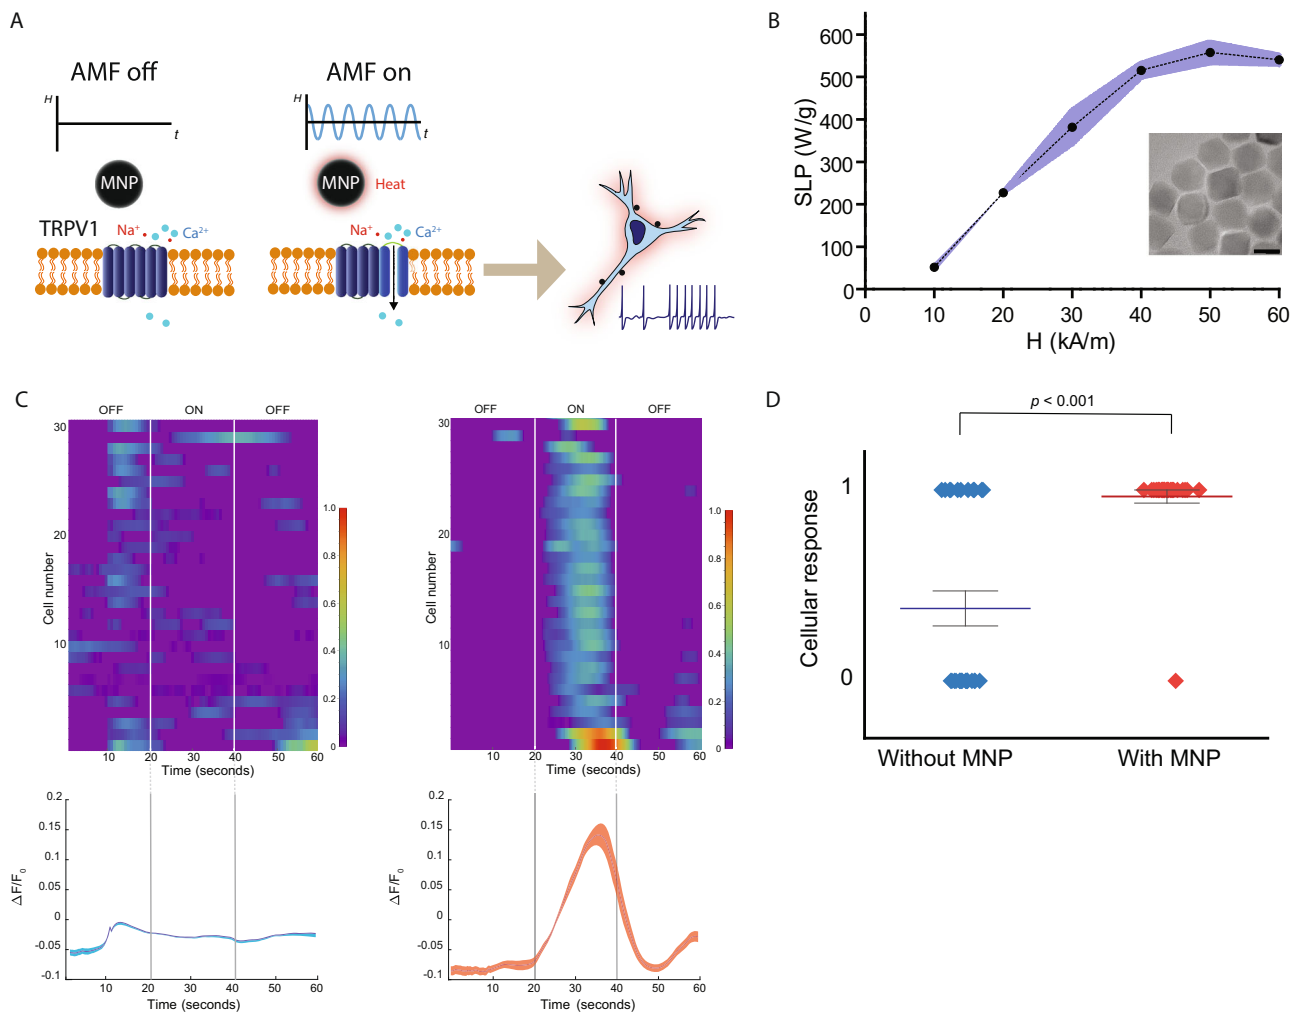 A
AMF off
AMF on
H
t
H
t
MNP
MNP
Heat
TRPV1
Na⁺
Ca²⁺
Na⁺
Ca²⁺
B
600
500
400
300
200
100
0
SLP (W/g)
0 10 20 30 40 50 60
H (kA/m)
C
OFF ON OFF
30
20
10
Cell number
10 20 30 40 50 60
Time (seconds)
1.0
0.8
0.6
0.4
0.2
0
OFF ON OFF
30
20
10
Cell number
10 20 30 40 50 60
Time (seconds)
1.0
0.8
0.6
0.4
0.2
0
0.2
0.15
0.1
0.05
0
-0.05
-0.1
ΔF/F₀
10 20 30 40 50 60
Time (seconds)
0.2
0.15
0.1
0.05
0
-0.05
-0.1
ΔF/F₀
10 20 30 40 50 60
Time (seconds)
D
p < 0.001
1
0
Cellular response
Without MNP
With MNP